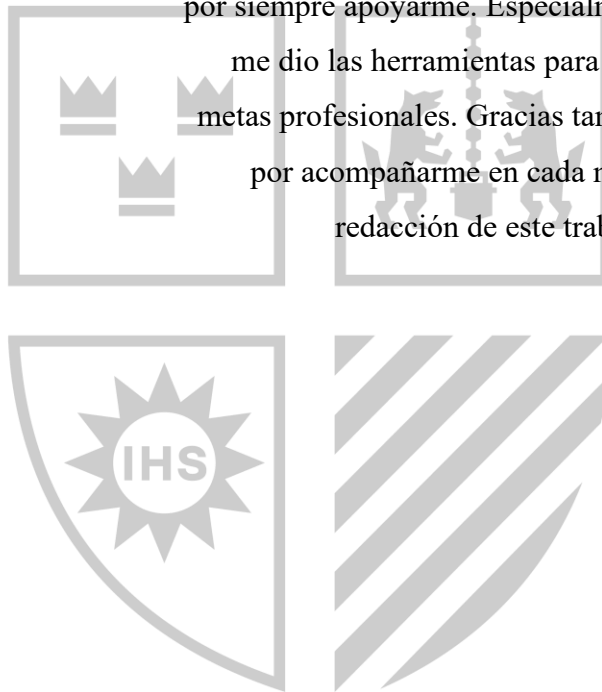 por siempre apoyarme.
me dio las herramientas para
metas profesionales. Gracias
por acompañarme en cada
redacción de este
IHS